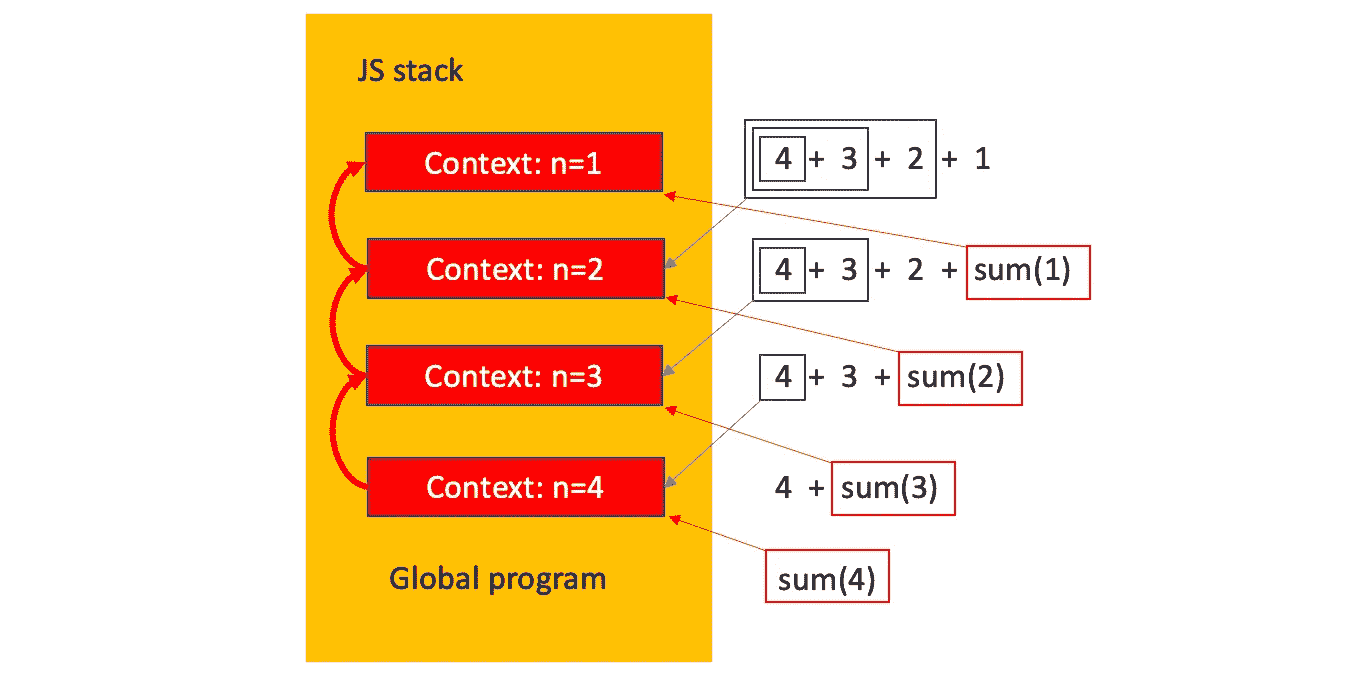 JS stack
Context: n=1
4 + 3 + 2 + 1
Context: n=2
4 + 3 + 2 + sum(1)
Context: n=3
4 + 3 + sum(2)
Context: n=4
4 + sum(3)
Global program
sum(4)